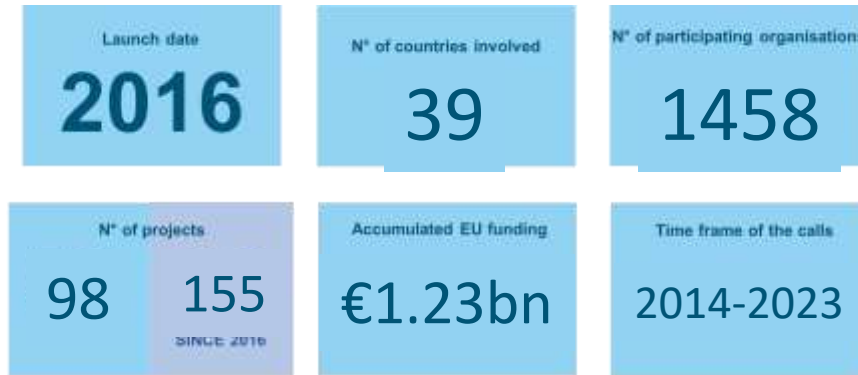 Launch date
2016
N° of countries involved
39
N° of participating organisation
1458
N° of projects
98 155
SINCE 2016
Accumulated EU funding
€1.23bn
Time frame of the calls
2014-2023